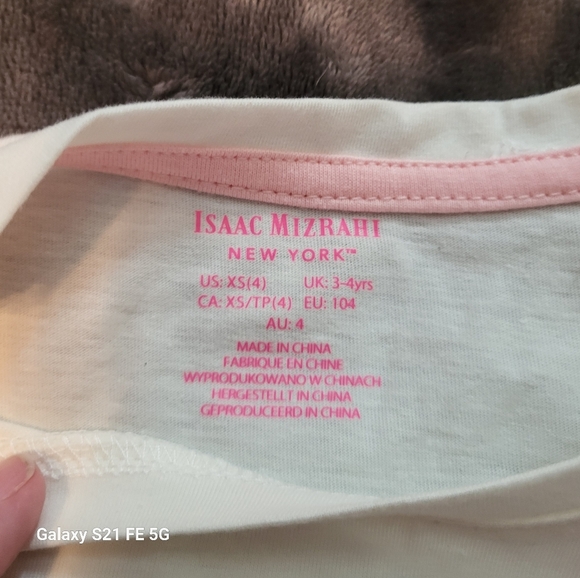 ISAAC MIZRAHI
NEW YORK™
US: XS(4) UK: 3-4yrs
CA: XS/TP(4) EU: 104
AU: 4
MADE IN CHINA
FABRIQUE EN CHINE
WYPRODUKOWANO W CHINACH
HERGESTELLT IN CHINA
GEPRODUCEERD IN CHINA
Galaxy S21 FE 5G